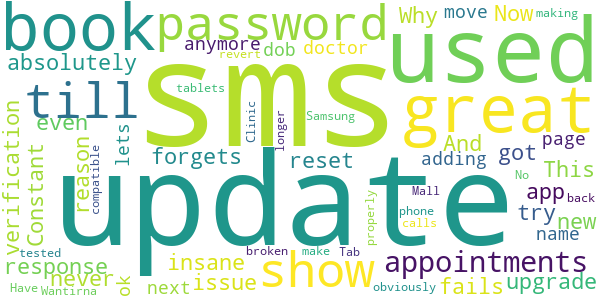 book password Why move Now making
anymore revert dob doctor used
absolutely sms
till tablets Clinic longer Samsung great
even lets
verification Constant reason compatible forgets reset adding And got page
This
update Mall app try new
No back
name
response never ok insane phone calls properly appointments
tested next issue broken make Tab show fails upgrade
Have Wantirna obviously